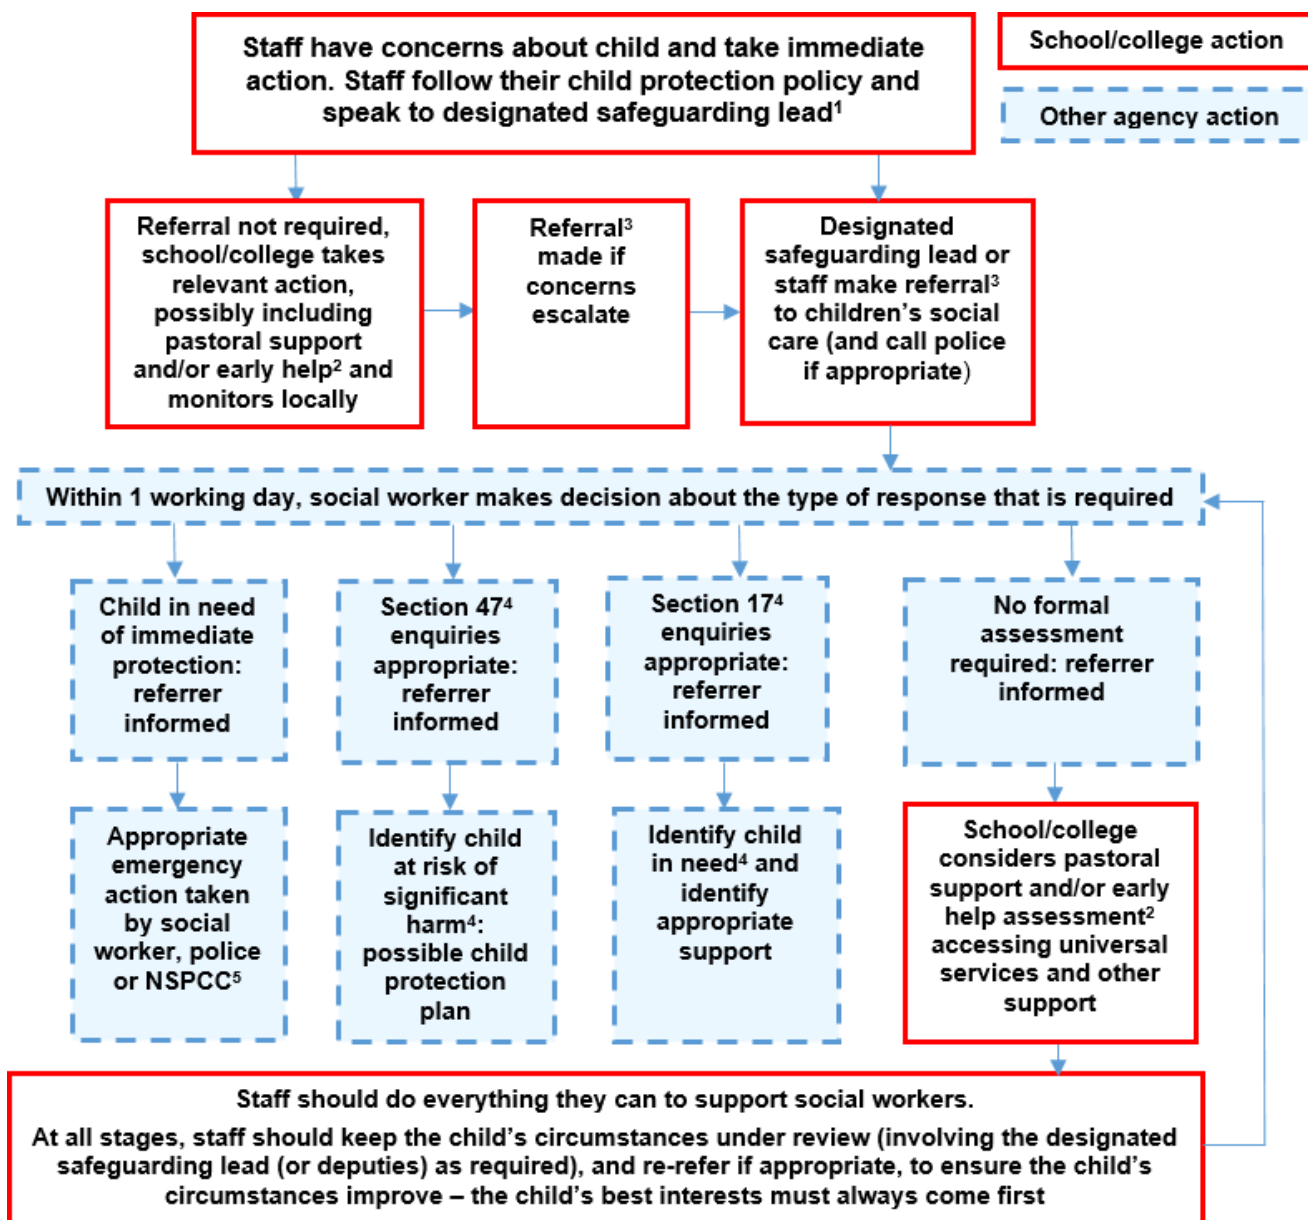 Staff have concerns about child and take immediate
action. Staff follow their child protection policy and
speak to designated safeguarding lead¹
School/college action
Other agency action
Referral not required,
school/college takes
relevant action,
possibly including
pastoral support
and/or early help² and
monitors locally
Referral³
made if
concerns
escalate
Designated
safeguarding lead or
staff make referral³
to children’s social
care (and call police
if appropriate)
Within 1 working day, social worker makes decision about the type of response that is required
Child in need
of immediate
protection:
referrer
informed
Section 47⁴
enquiries
appropriate:
referrer
informed
Section 17⁴
enquiries
appropriate:
referrer
informed
No formal
assessment
required: referrer
informed
Appropriate
emergency
action taken
by social
worker, police
or NSPCC⁵
Identify child
at risk of
significant
harm⁴:
possible child
protection
plan
Identify child
in need⁴ and
identify
appropriate
support
School/college
considers pastoral
support and/or early
help assessment²
accessing universal
services and other
support
Staff should do everything they can to support social workers.
At all stages, staff should keep the child’s circumstances under review (involving the designated
safeguarding lead (or deputies) as required), and re-refer if appropriate, to ensure the child’s
circumstances improve – the child’s best interests must always come first